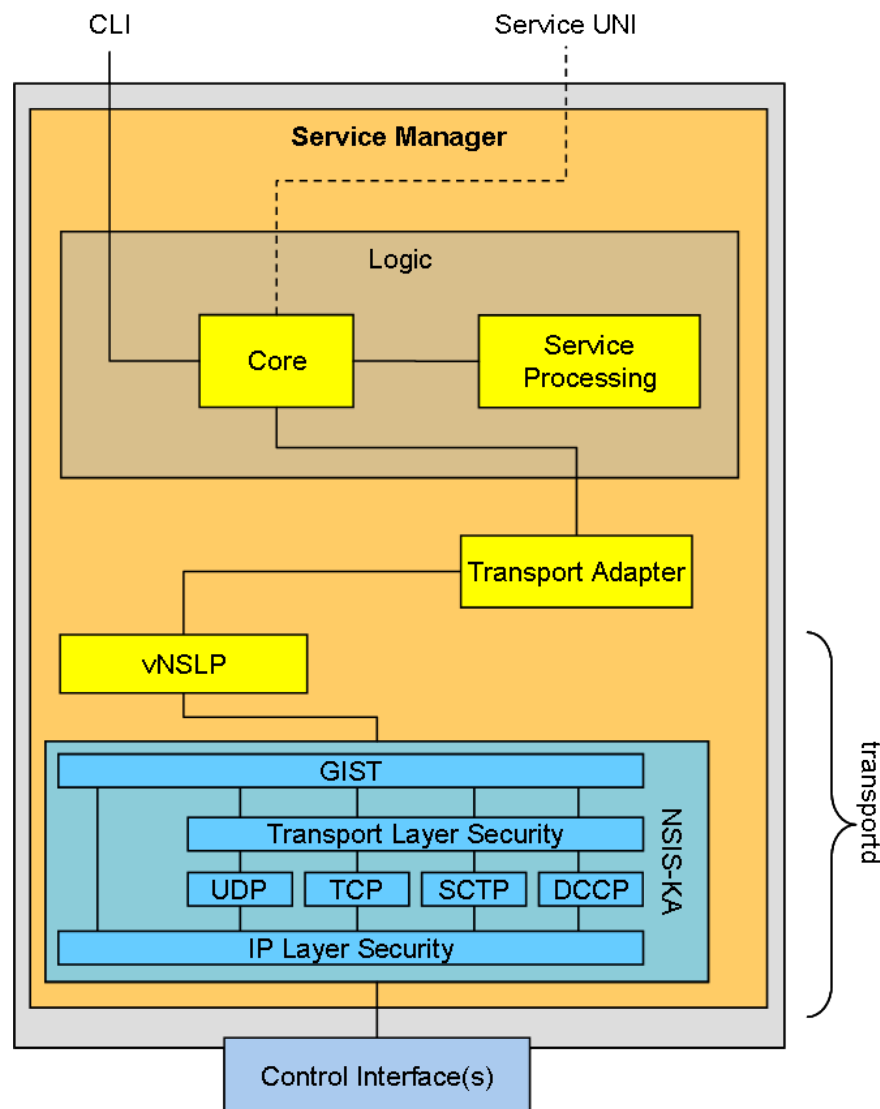 CLI
Service UNI
Service Manager
Logic
Core
Service
Processing
Transport Adapter
vNSLP
GIST
Transport Layer Security
UDP
TCP
SCTP
DCCP
IP Layer Security
NSIS-KA
transportd
Control Interface(s)